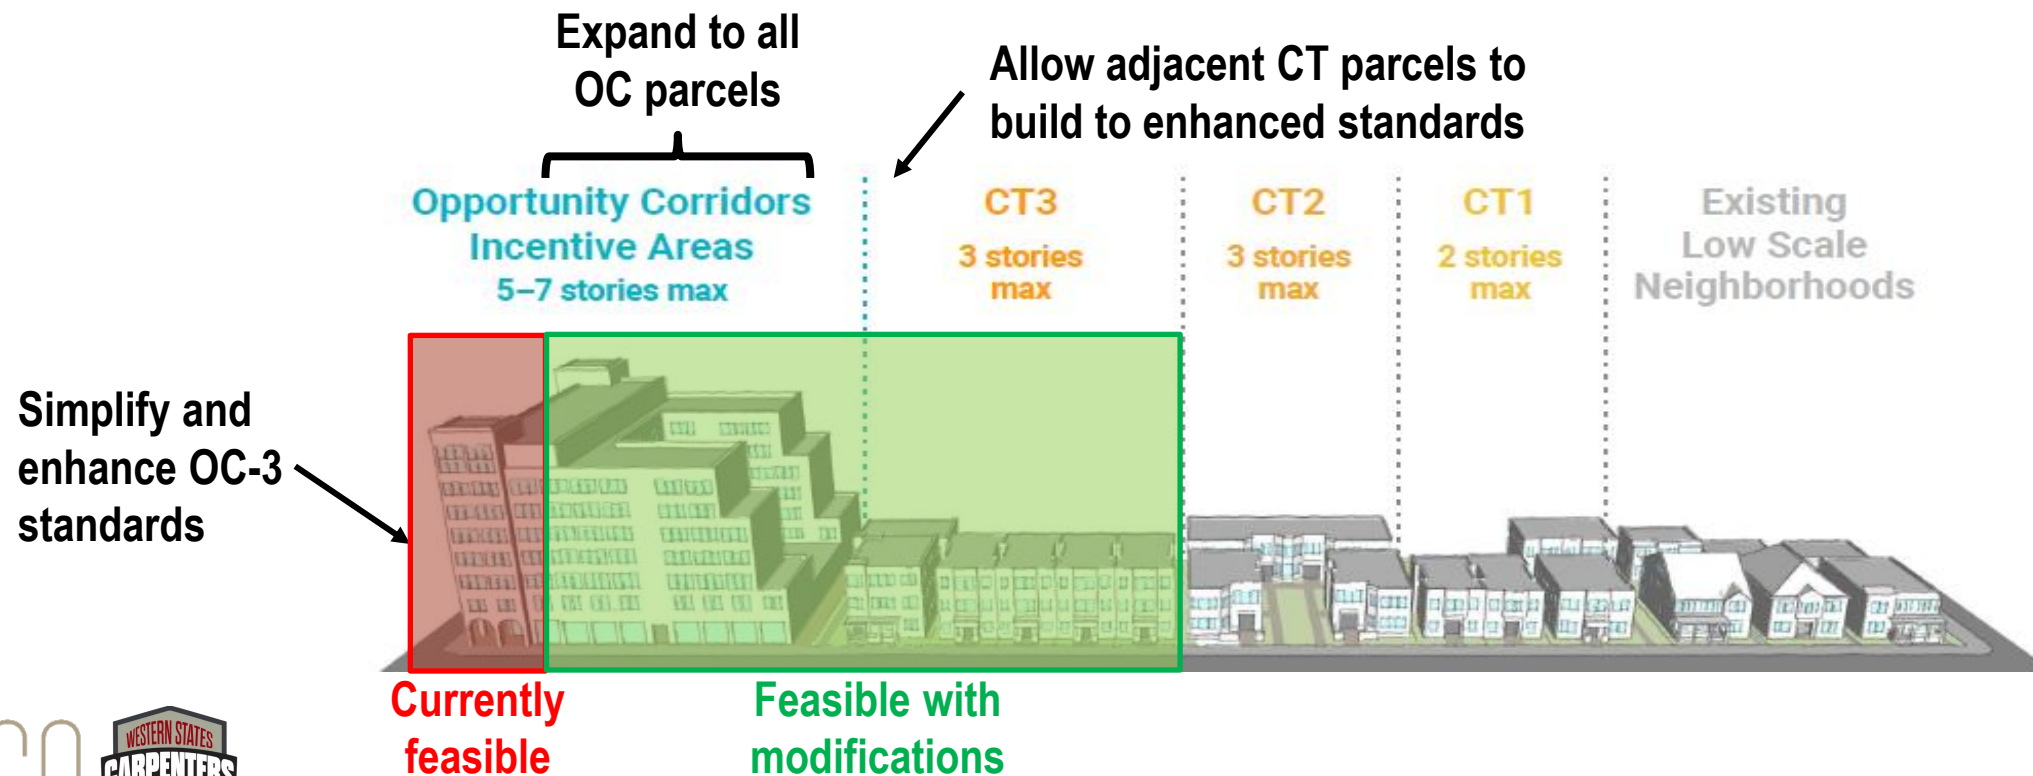 Expand to all
OC parcels
Allow adjacent CT parcels to
build to enhanced standards
Opportunity Corridors
Incentive Areas
5–7 stories max
CT3
3 stories
max
CT2
3 stories
max
CT1
2 stories
max
Existing
Low Scale
Neighborhoods
Simplify and
enhance OC-3
standards
Currently
feasible
Feasible with
modifications
WESTERN STATES
CARPENTERS